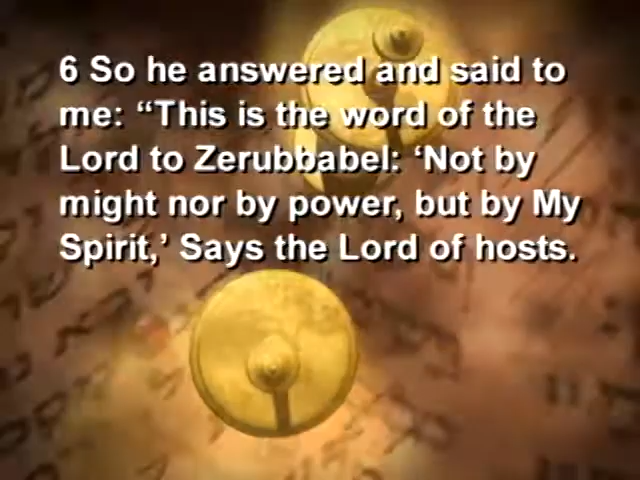 6 So he answered and said to
me: “This is the word of the
Lord to Zerubbabel: ‘Not by
might nor by power, but by My
Spirit,’ Says the Lord of hosts.